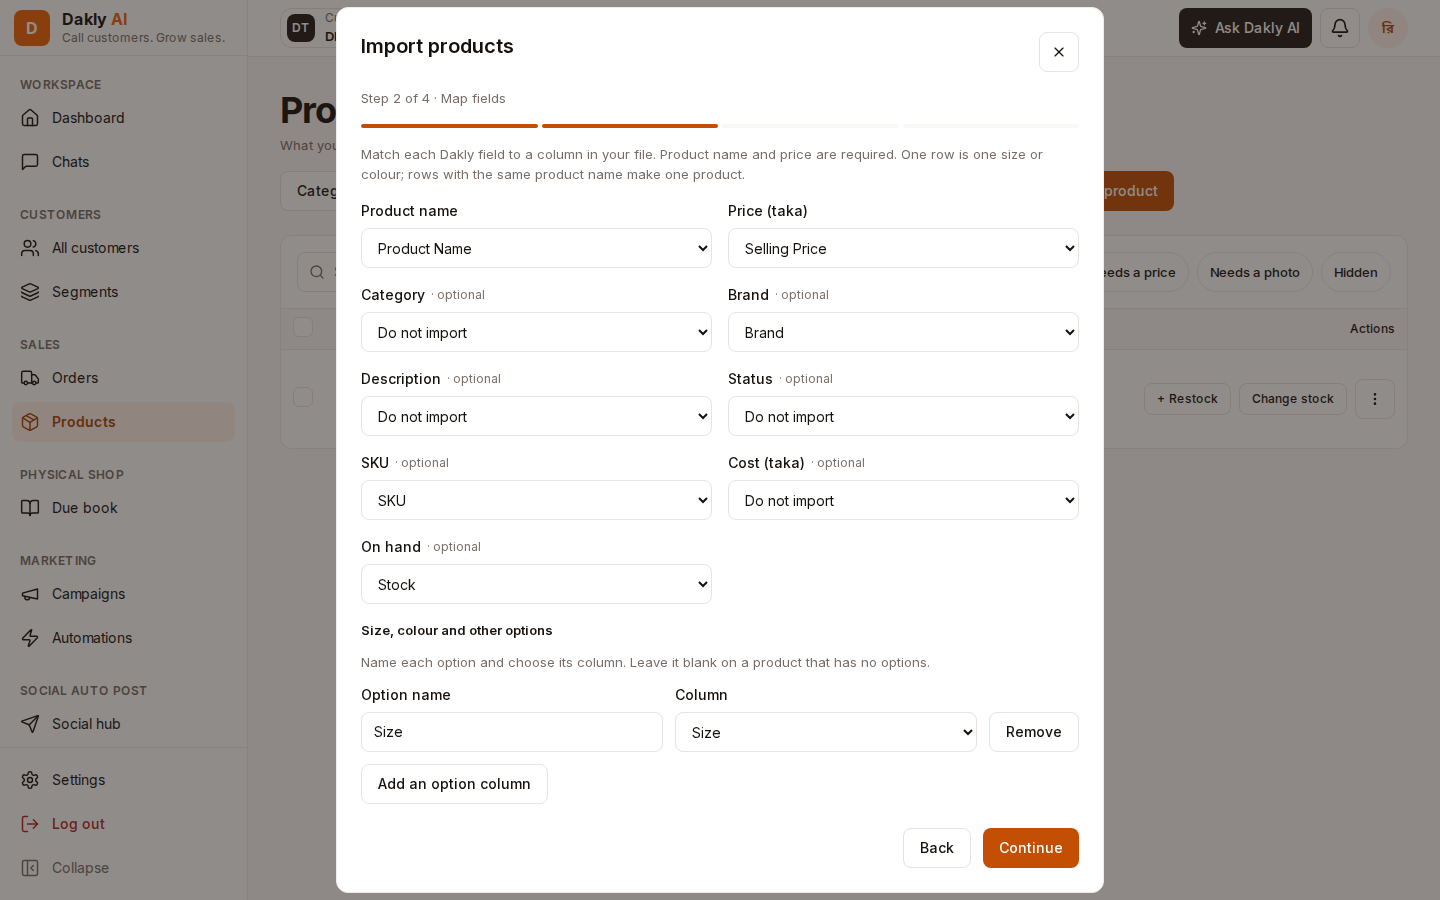 D
Dakly AI
Call customers. Grow sales.
WORKSPACE
Dashboard
Chats
CUSTOMERS
All customers
Segments
SALES
Orders
Products
PHYSICAL SHOP
Due book
MARKETING
Campaigns
Automations
SOCIAL AUTO POST
Social hub
Settings
Log out
Collapse
DT
Ask Dakly AI
রি
Import products
Step 2 of 4 · Map fields
Match each Dakly field to a column in your file. Product name and price are required. One row is one size or
colour; rows with the same product name make one product.
Product name
Price (taka)
Product Name
Selling Price
Category · optional
Brand · optional
Do not import
Brand
Description · optional
Status · optional
Do not import
Do not import
SKU · optional
Cost (taka) · optional
SKU
Do not import
On hand · optional
Stock
Size, colour and other options
Name each option and choose its column. Leave it blank on a product that has no options.
Option name
Column
Size
Size
Remove
Add an option column
Back
Continue
What you
product
Needs a photo
Hidden
Actions
+ Restock
Change stock